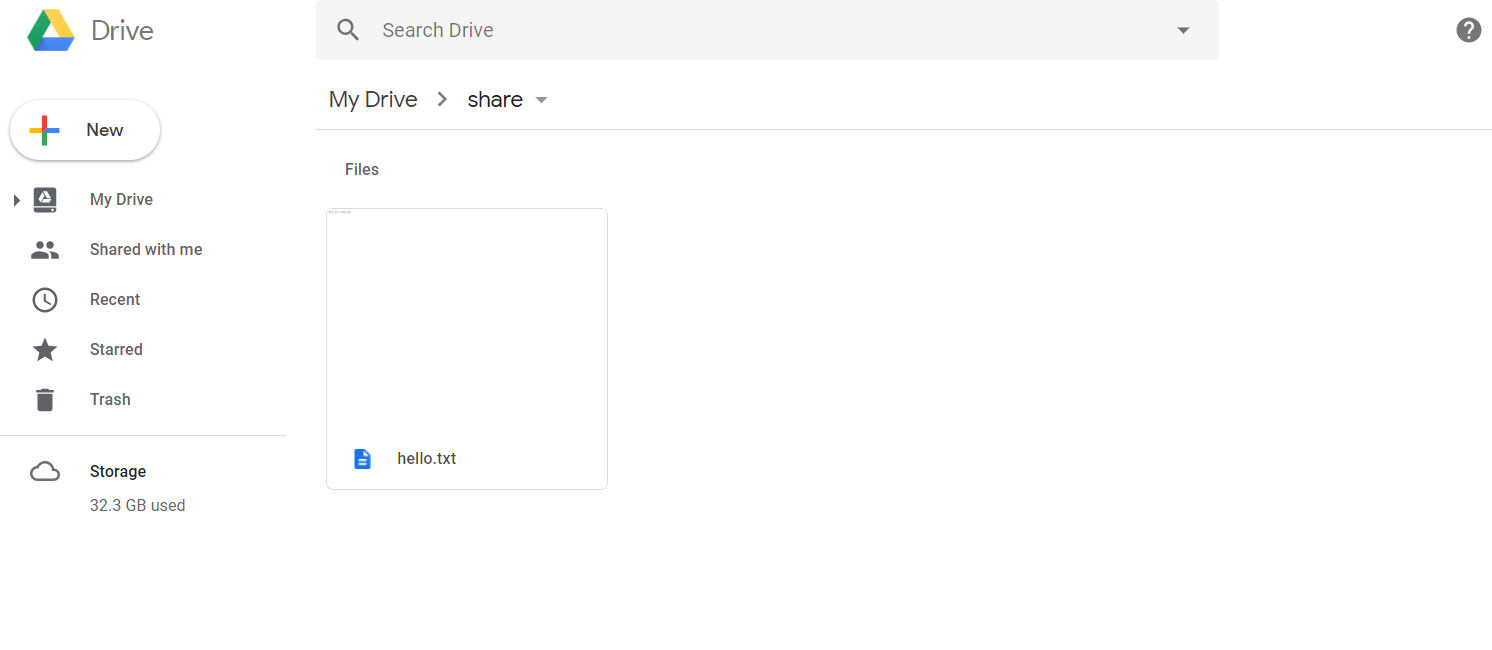 Drive
Search Drive
My Drive > share
New
Files
My Drive
Shared with me
Recent
Starred
Trash
hello.txt
Storage
32.3 GB used